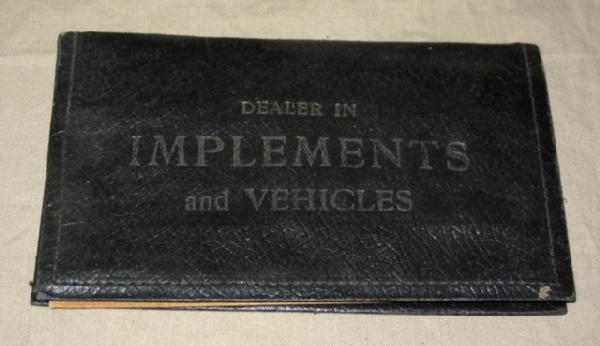 DEALER IN
IMPLEMENTS
and VEHICLES